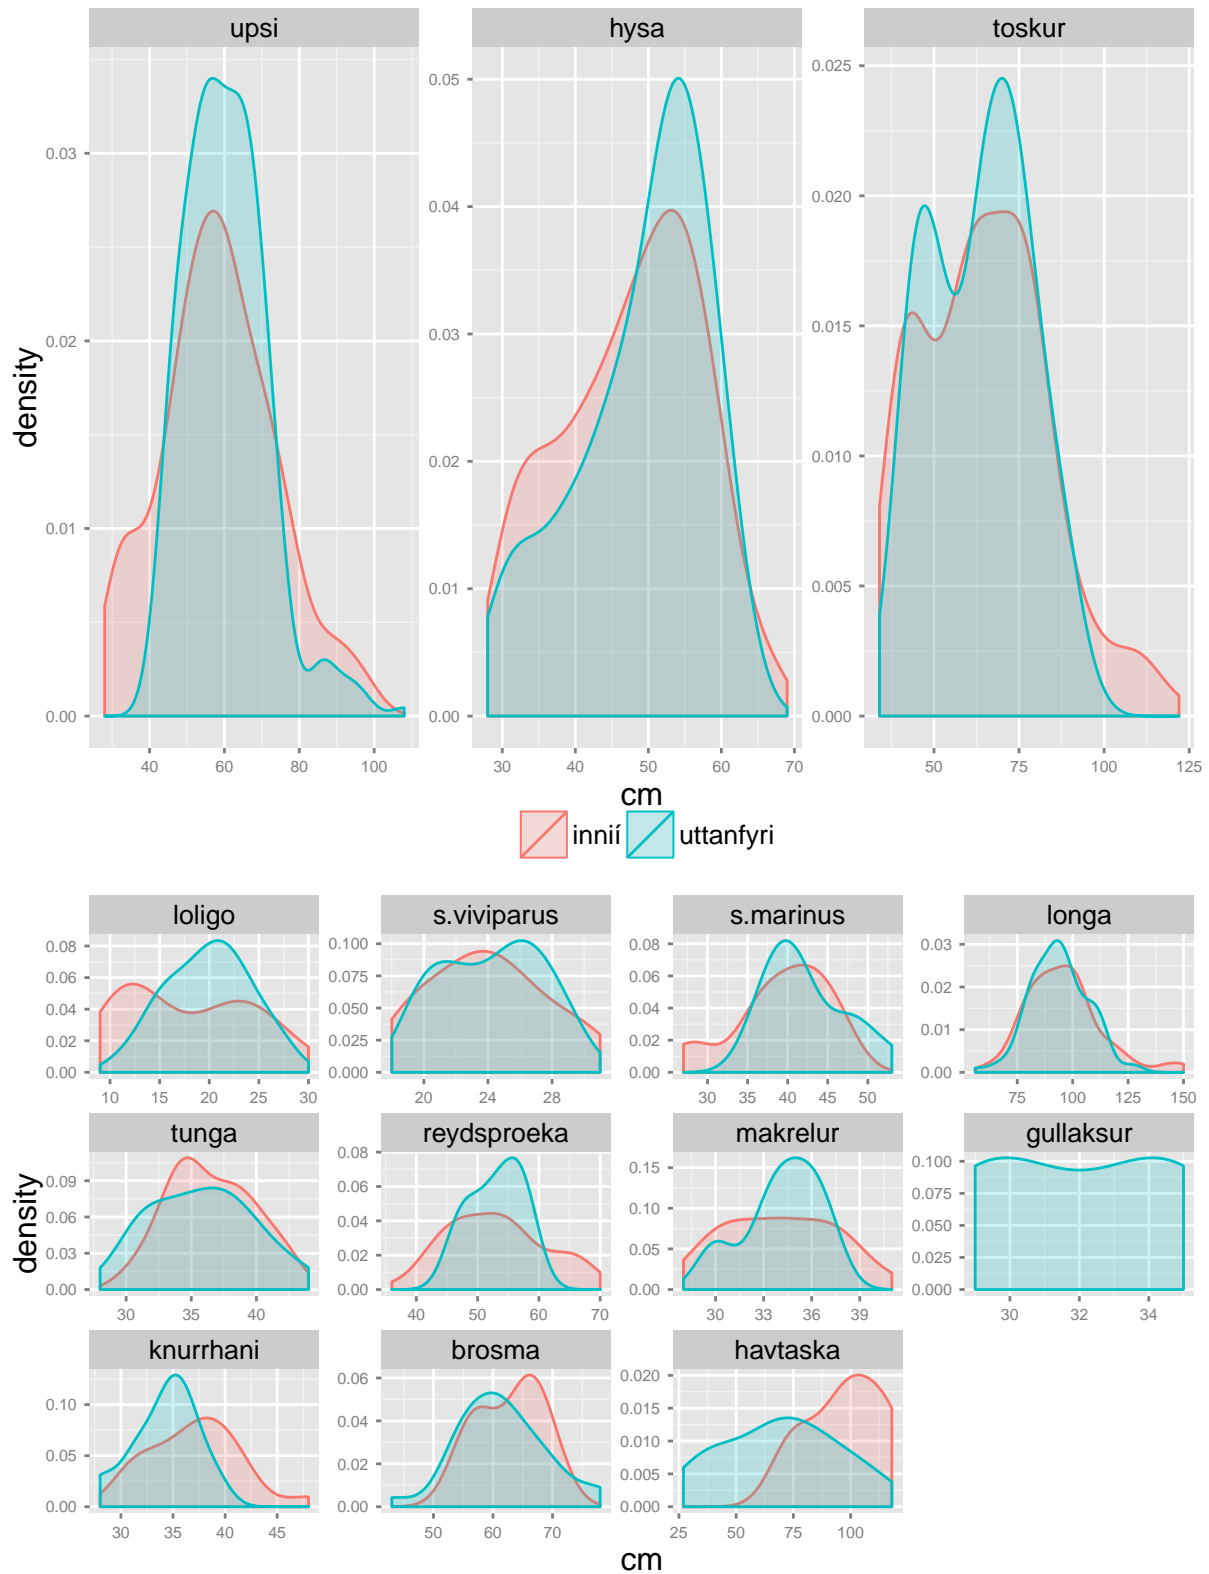 upsi hysa toskur
0.00 0.01 0.02 0.03
0.00 0.01 0.02 0.03 0.04 0.05
0.000 0.005 0.010 0.015 0.020 0.025
40 60 80 100
30 40 50 60 70
50 75 100 125
density
cm
innií uttanfyri
loligo s.viviparus s.marinus longa
0.00 0.02 0.04 0.06 0.08
0.000 0.025 0.050 0.075 0.100
0.00 0.02 0.04 0.06 0.08
0.00 0.01 0.02 0.03
10 15 20 25 30
20 24 28
30 35 40 45 50
75 100 125 150
tunga reydsproeka makrelur gullaksur
0.00 0.03 0.06 0.09
0.00 0.02 0.04 0.06 0.08
0.00 0.05 0.10 0.15
0.000 0.025 0.050 0.075 0.100
30 35 40
40 50 60 70
30 33 36 39
30 32 34
density
knurrhani brosma havtaska
0.00 0.05 0.10
0.00 0.02 0.04 0.06
0.000 0.005 0.010 0.015 0.020
30 35 40 45
50 60 70
25 50 75 100
cm